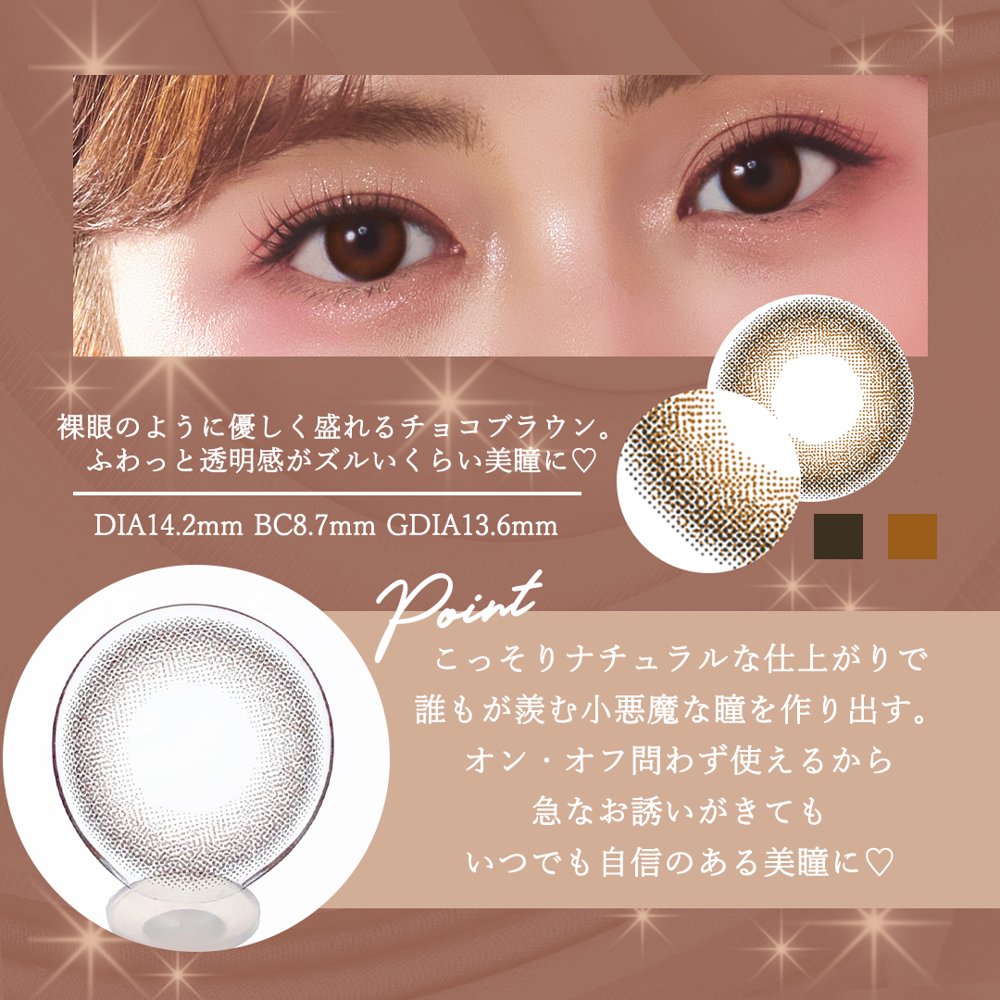 裸眼のように優しく盛れるチョコブラウン。
ふわっと透明感がズルいくらい美瞳に♡
DIA14.2mm BC8.7mm GDIA13.6mm
Point
こっそりナチュラルな仕上がりで
誰もが羨む小悪魔な瞳を作り出す。
オン・オフ問わず使えるから
急なお誘いがきても
いつでも自信のある美瞳に♡